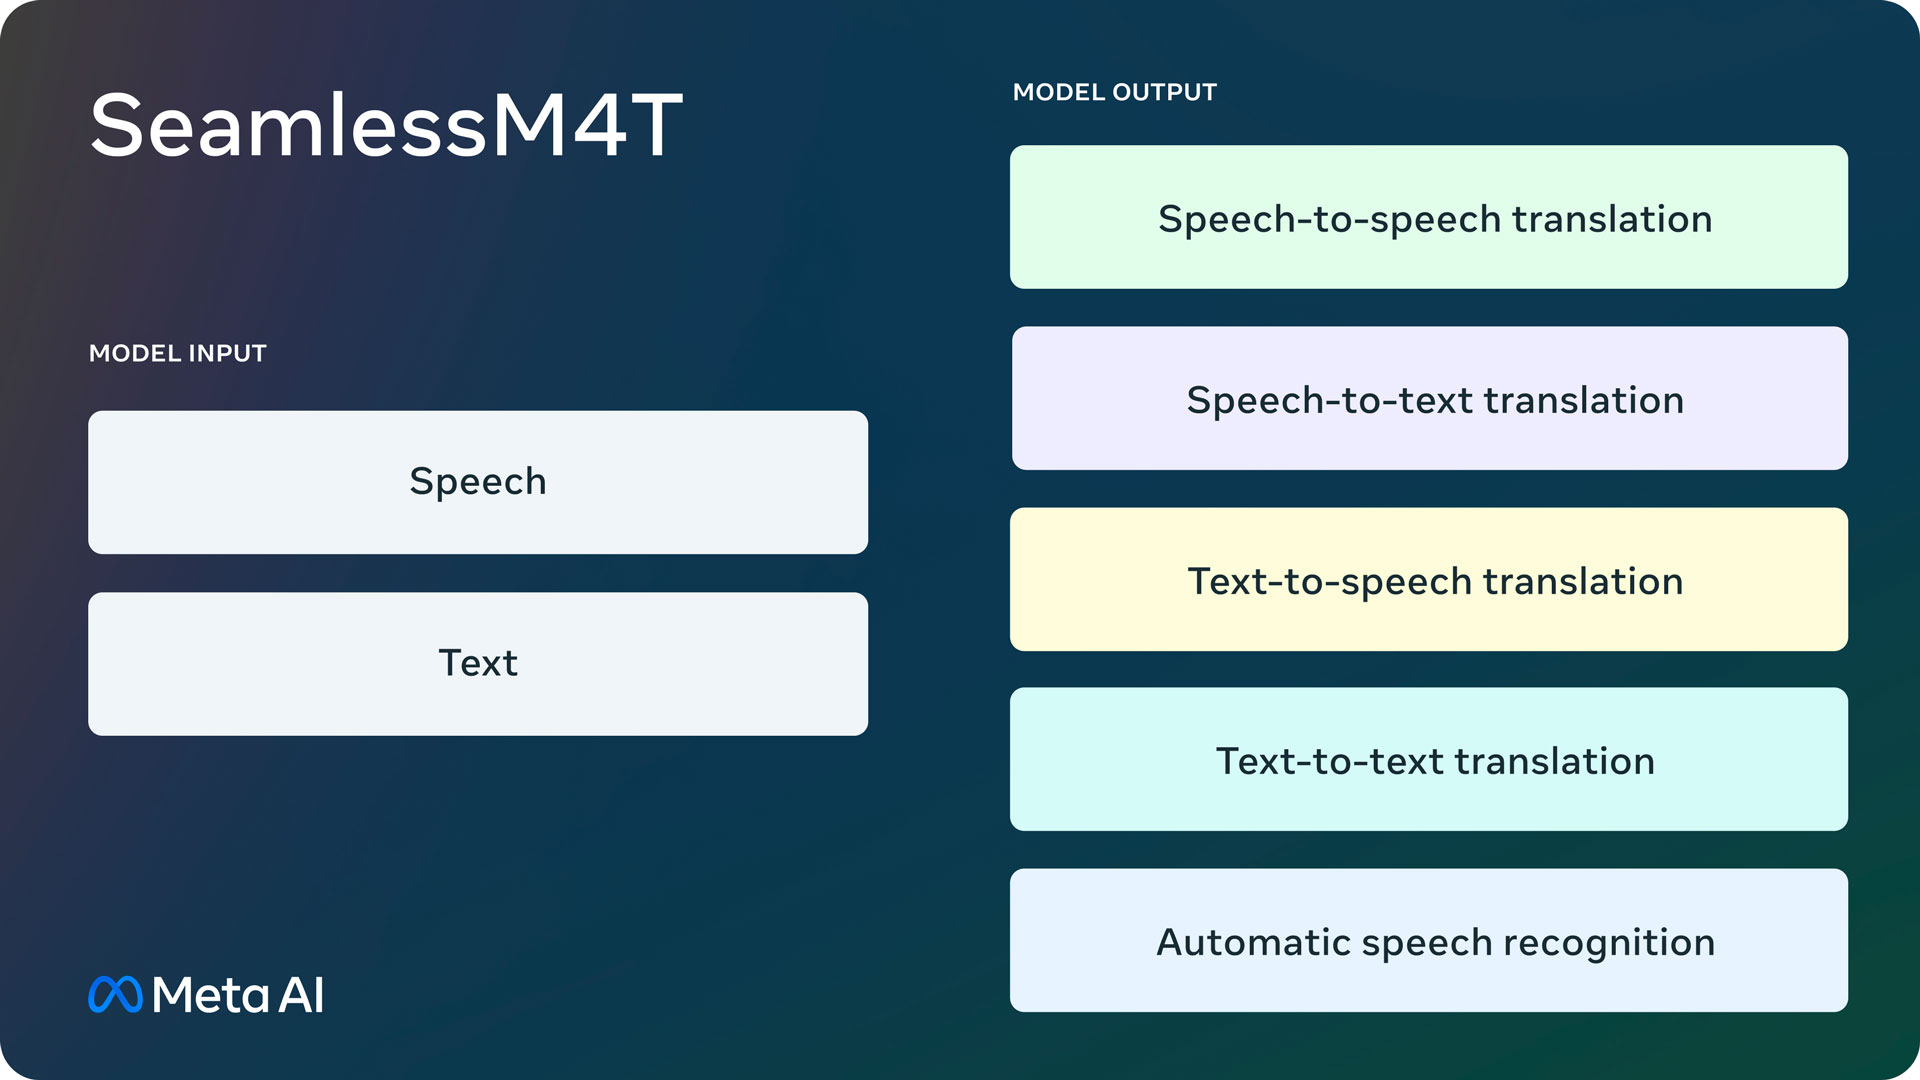 SeamlessM4T
MODEL INPUT
Speech
Text
MODEL OUTPUT
Speech-to-speech translation
Speech-to-text translation
Text-to-speech translation
Text-to-text translation
Automatic speech recognition
Meta AI